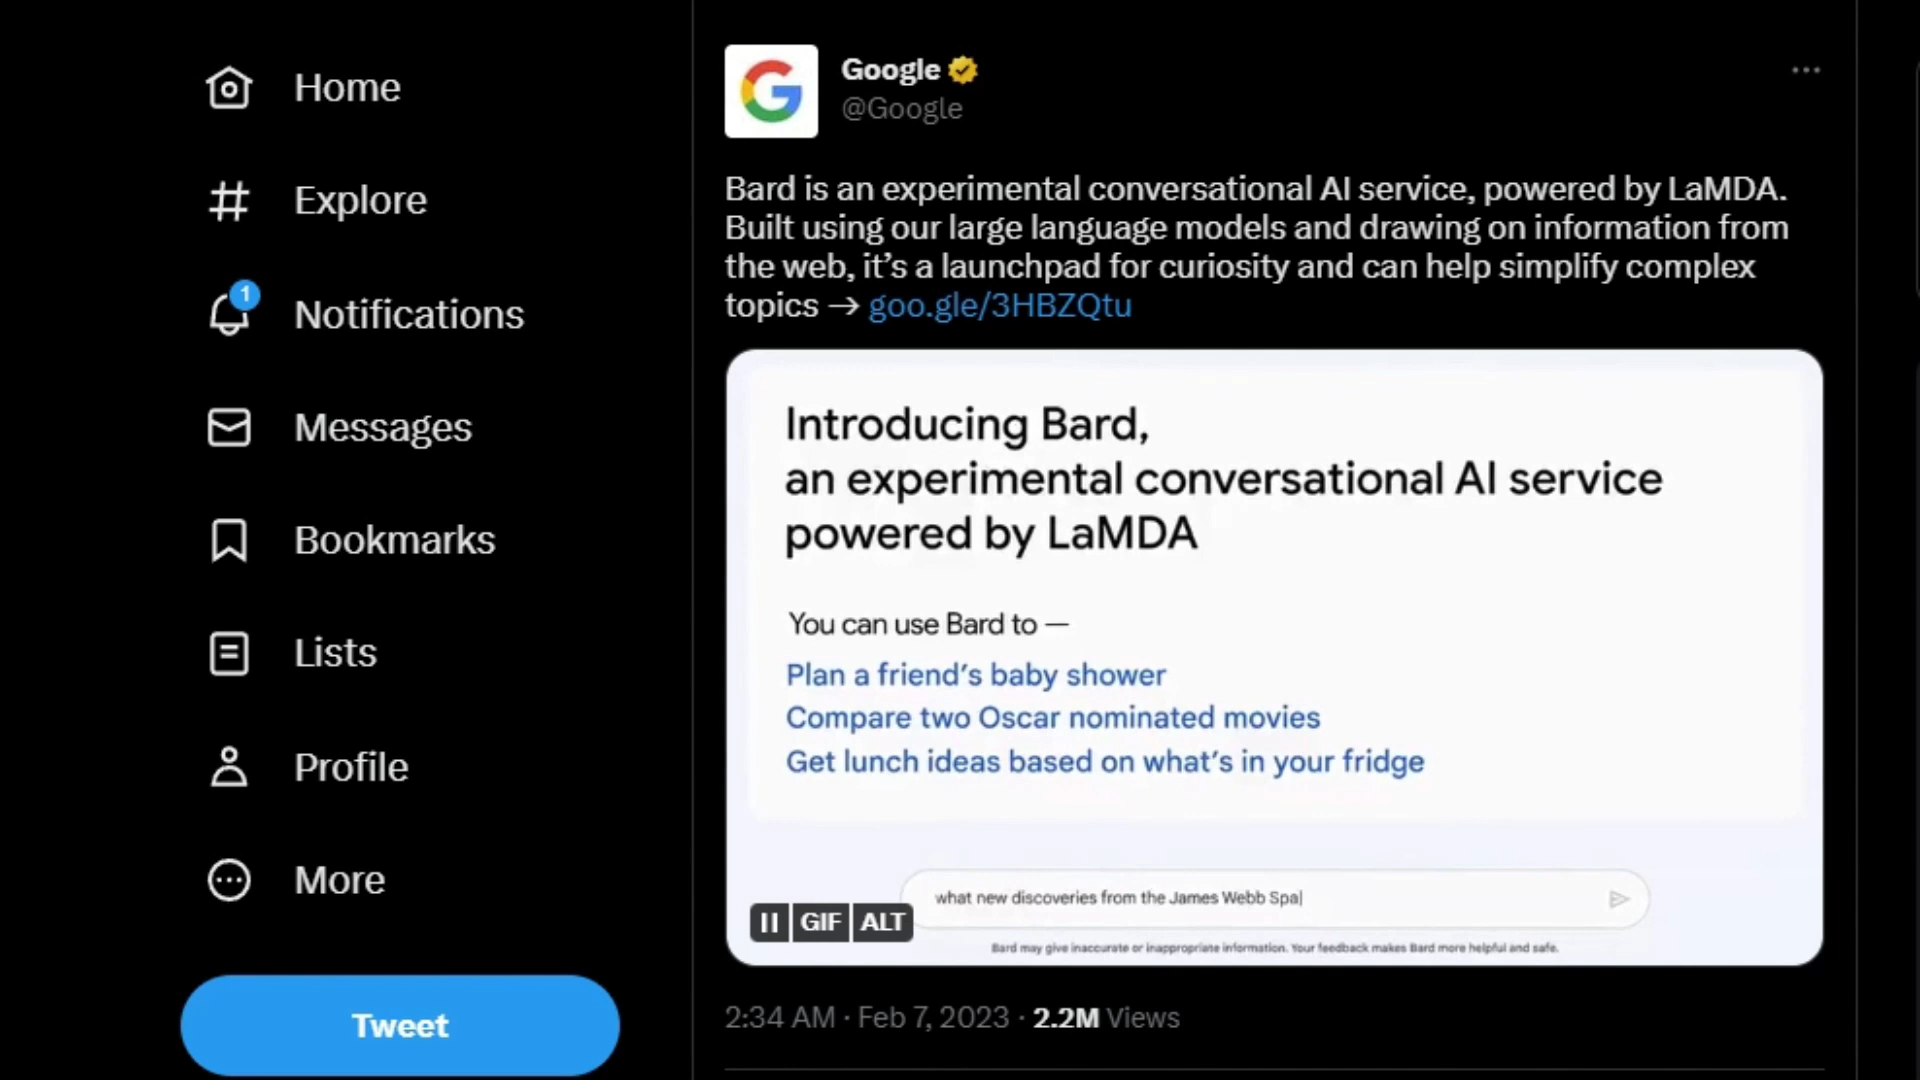 Home
Explore
1
Notifications
Messages
Bookmarks
Lists
Profile
More
Tweet
Google
@Google
Bard is an experimental conversational AI service, powered by LaMDA.
Built using our large language models and drawing on information from
the web, it’s a launchpad for curiosity and can help simplify complex
topics → goo.gle/3HBZQtu
Introducing Bard,
an experimental conversational AI service
powered by LaMDA
You can use Bard to —
Plan a friend’s baby shower
Compare two Oscar nominated movies
Get lunch ideas based on what’s in your fridge
what new discoveries from the James Webb Spa
GIF ALT
Bard may give inaccurate or inappropriate information. Your feedback makes Bard more helpful and safe.
2:34 AM · Feb 7, 2023 · 2.2M Views